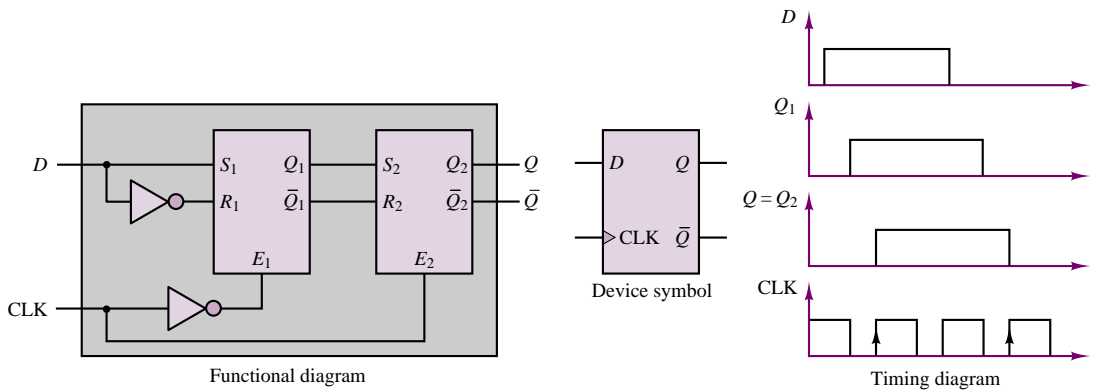 D
S₁
Q₁
S₂
Q₂
Q
R₁
Q̄₁
R₂
Q̄₂
Q̄
E₁
E₂
CLK
Functional diagram
D
Q
CLK
Q̄
Device symbol
D
Q₁
Q = Q₂
CLK
Timing diagram